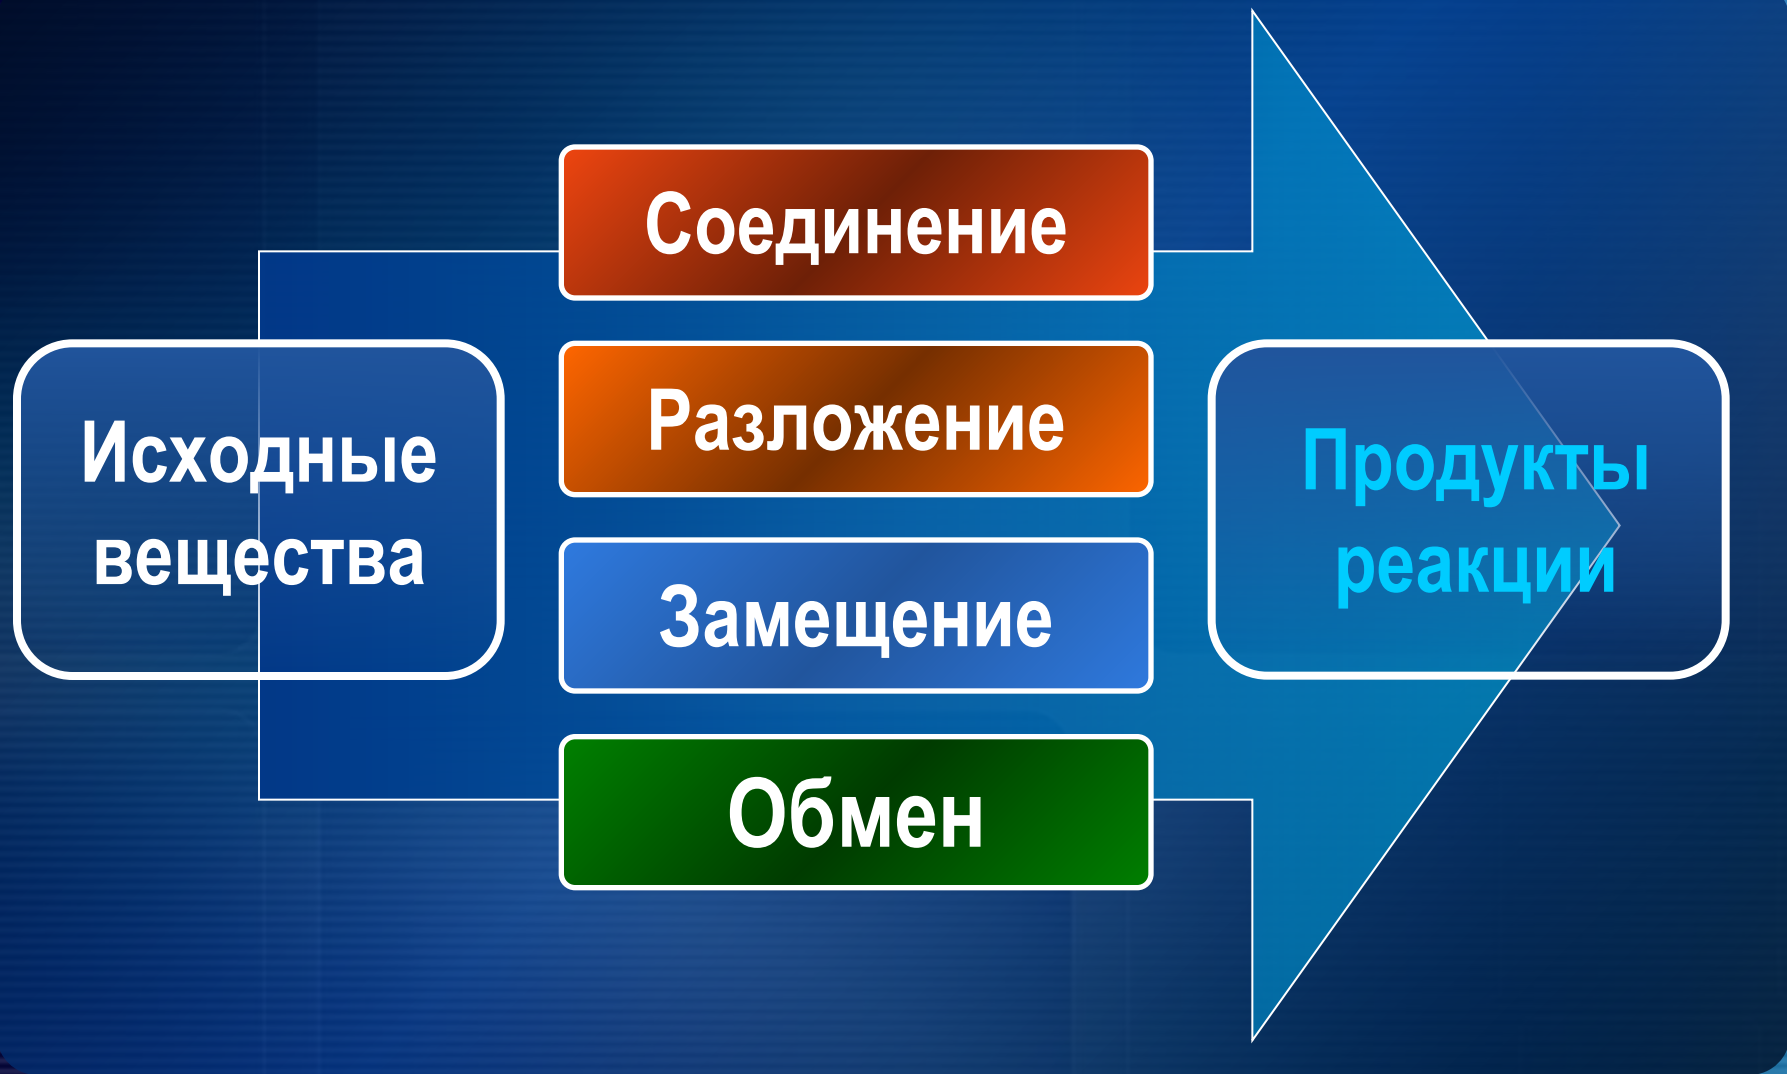 Исходные
вещества
Соединение
Разложение
Замещение
Обмен
Продукты
реакции